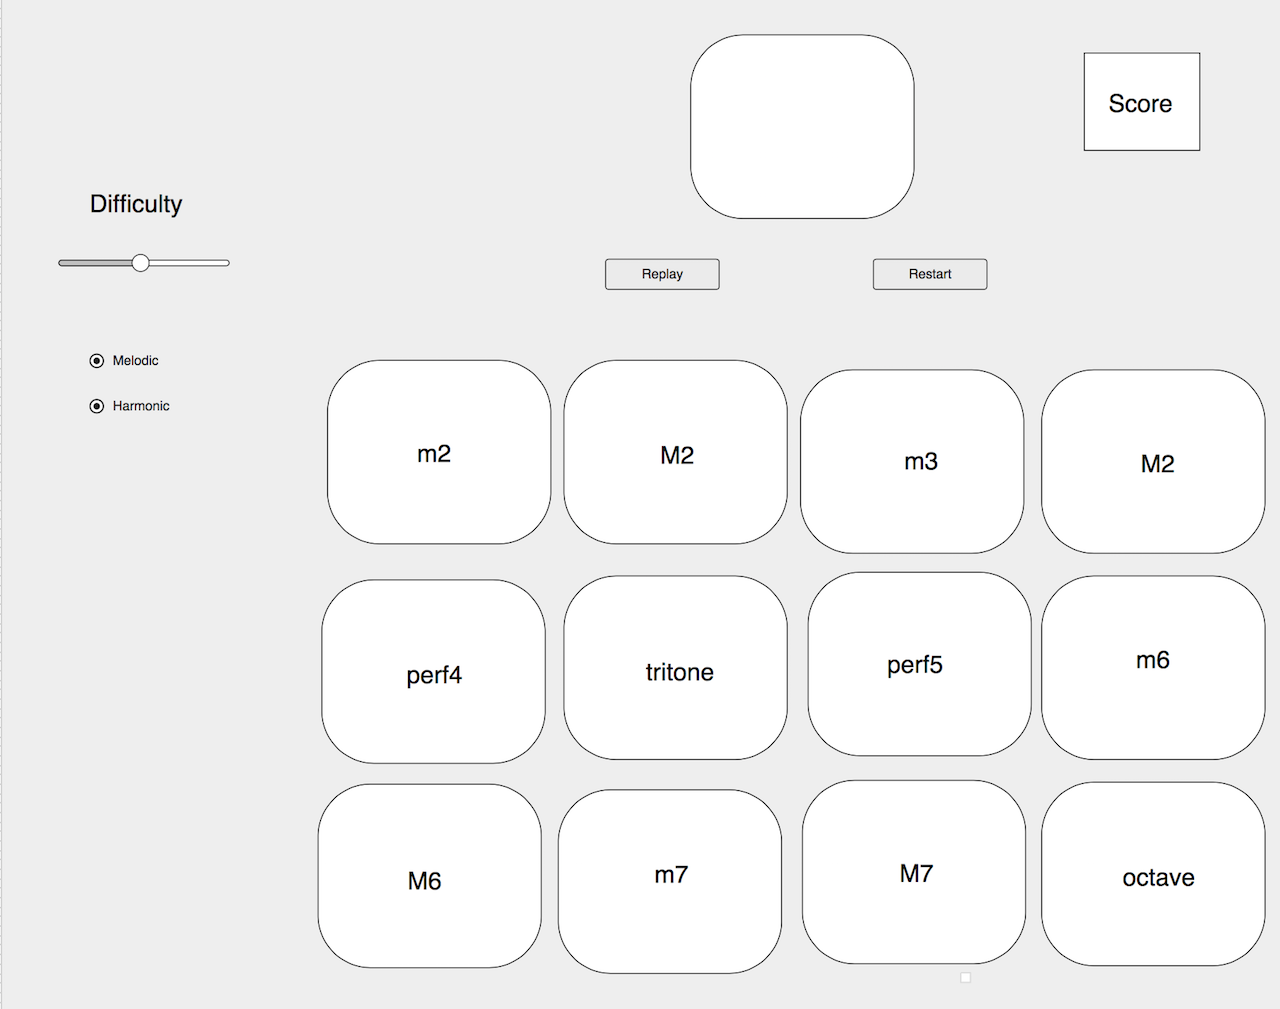 Score
Difficulty
Replay
Restart
Melodic
Harmonic
m2
M2
m3
M2
perf4
tritone
perf5
m6
M6
m7
M7
octave